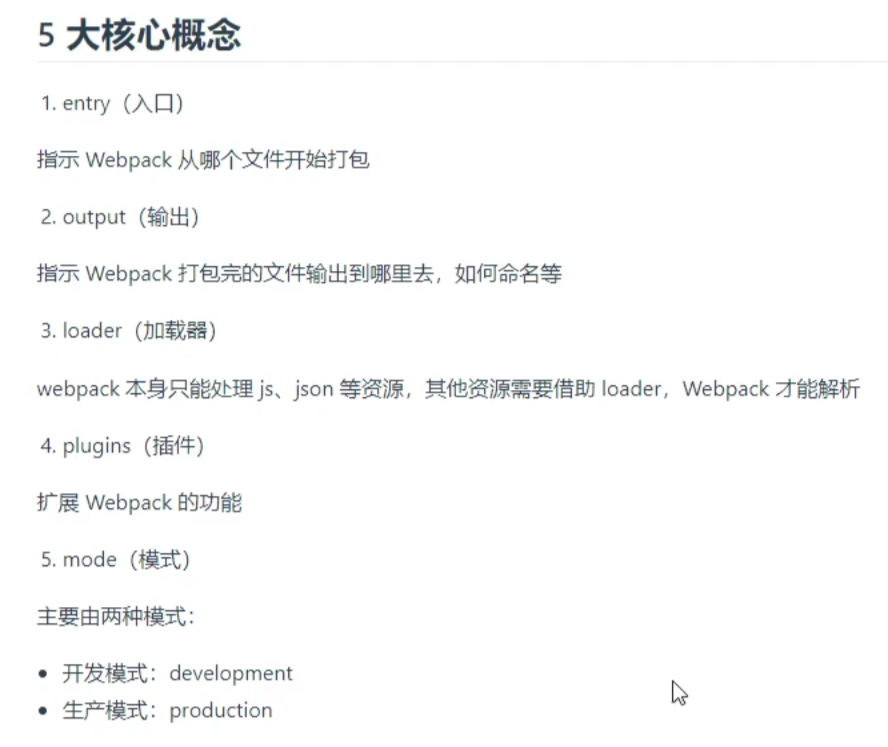 5 大核心概念
1. entry（入口）
指示 Webpack 从哪个文件开始打包
2. output（输出）
指示 Webpack 打包完的文件输出到哪里去，如何命名等
3. loader（加载器）
webpack 本身只能处理 js、json 等资源，其他资源需要借助 loader，Webpack 才能解析
4. plugins（插件）
扩展 Webpack 的功能
5. mode（模式）
主要由两种模式：
• 开发模式：development
• 生产模式：production